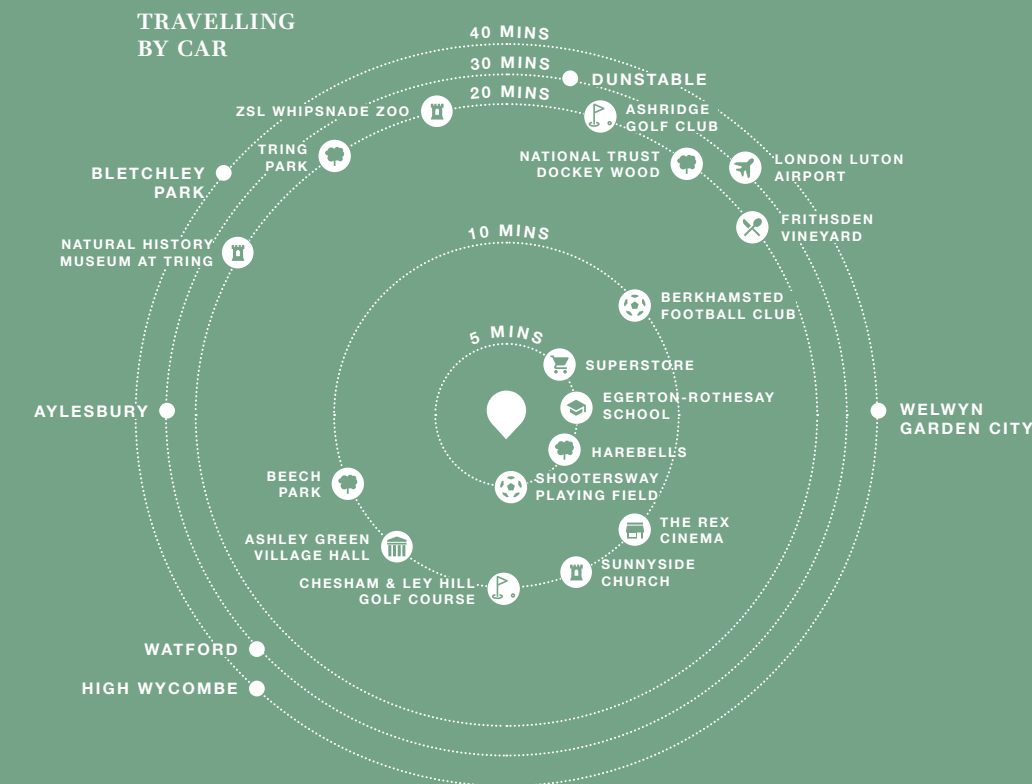 TRAVELLING
BY CAR
40 MINS
30 MINS
DUNSTABLE
20 MINS
ZSL WHIPSNADE ZOO
ASHRIDGE
GOLF CLUB
TRING
PARK
NATIONAL TRUST
DOCKEY WOOD
LONDON LUTON
AIRPORT
BLETCHLEY
PARK
FRITHSDEN
VINEYARD
NATURAL HISTORY
MUSEUM AT TRING
10 MINS
BERKHAMSTED
FOOTBALL CLUB
5 MINS
SUPERSTORE
EGERTON-ROTHESAY
SCHOOL
AYLESBURY
WELWYN
GARDEN CITY
HAREBELLS
BEECH
PARK
SHOOTERSWAY
PLAYING FIELD
THE REX
CINEMA
ASHLEY GREEN
VILLAGE HALL
SUNNYSIDE
CHURCH
CHESHAM & LEY HILL
GOLF COURSE
WATFORD
HIGH WYCOMBE